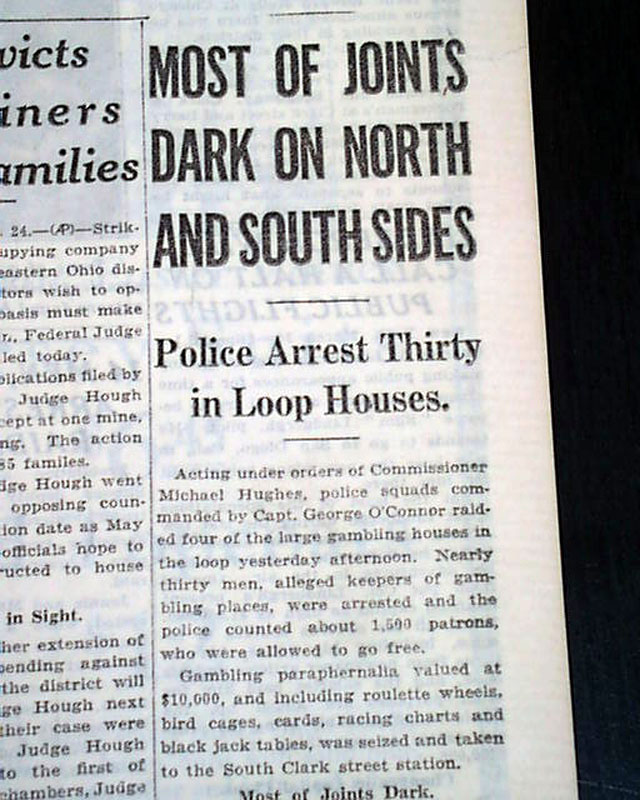 victs
iners
amilies
24.—(AP)—Strik-
upying company
eastern Ohio dis-
tors wish to op-
basis must make
r., Federal Judge
led today.
plications filed by
Judge Hough
cept at one mine,
ng. The action
85 familes.
dge Hough went
opposing coun-
ion date as May
officials hope to
ructed to house
in Sight.
her extension of
pending against
the district will
ge Hough next
their case were
Judge Hough
to the first of
chambers, Judge
MOST OF JOINTS
DARK ON NORTH
AND SOUTH SIDES
Police Arrest Thirty
in Loop Houses.
Acting under orders of Commissioner
Michael Hughes, police squads com-
manded by Capt. George O'Connor raid-
ed four of the large gambling houses in
the loop yesterday afternoon. Nearly
thirty men, alleged keepers of gam-
bling places, were arrested and the
police counted about 1,500 patrons,
who were allowed to go free.
Gambling paraphernalia valued at
$10,000, and including roulette wheels,
bird cages, cards, racing charts and
black jack tables, was seized and taken
to the South Clark street station.
Most of Joints Dark.